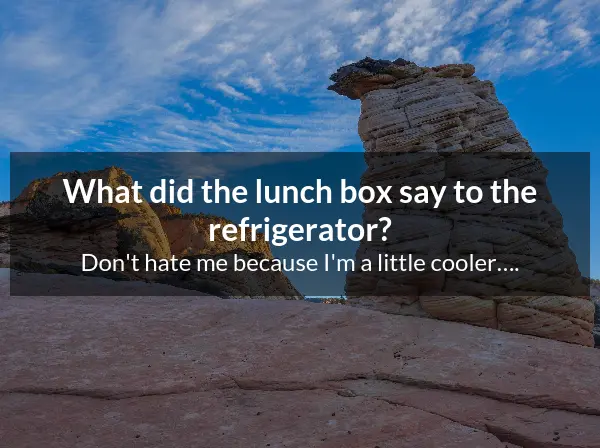 What did the lunch box say to the
refrigerator?
Don't hate me because I'm a little cooler....